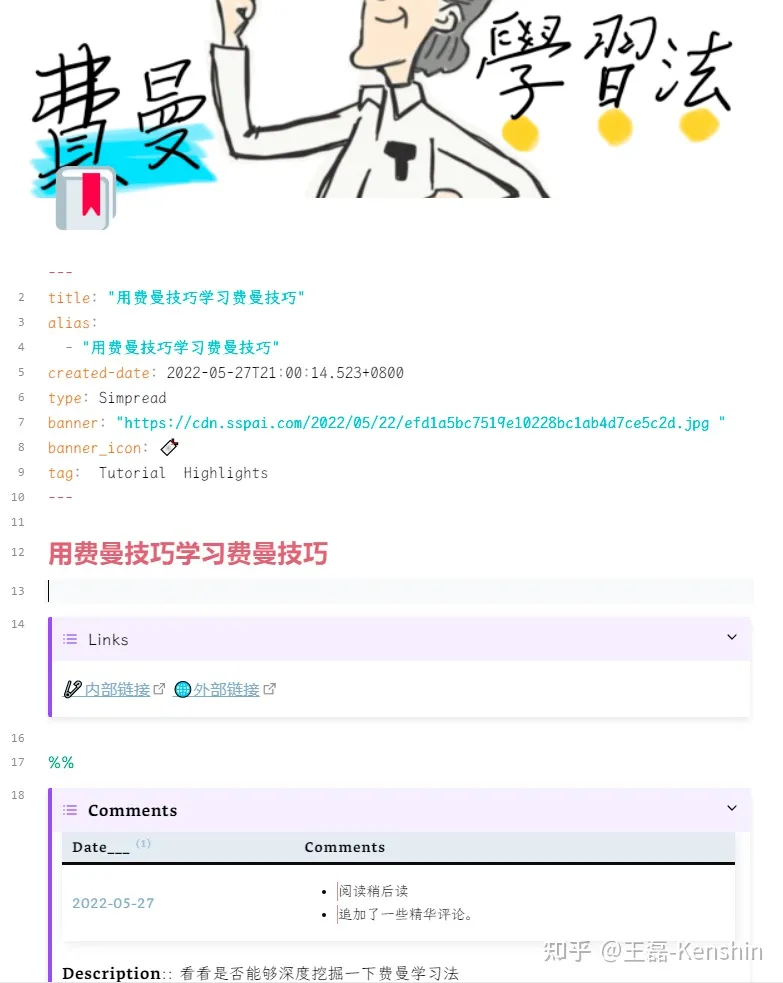 費曼 學習法
---
2 title: "用费曼技巧学习费曼技巧"
3 alias:
4 - "用费曼技巧学习费曼技巧"
5 created-date: 2022-05-27T21:00:14.523+0800
6 type: Simpread
7 banner: "https://cdn.sspai.com/2022/05/22/efd1a5bc7519e10228bc1ab4d7ce5c2d.jpg "
8 banner_icon:
9 tag: Tutorial Highlights
10 ---
11
12 用费曼技巧学习费曼技巧
13
14 Links
内部链接 外部链接
16
17 %%
18 Comments
Date___ (1) Comments
2022-05-27
阅读稍后读
追加了一些精华评论。
知乎 @王磊-Kenshin
Description:: 看看是否能够深度挖掘一下费曼学习法